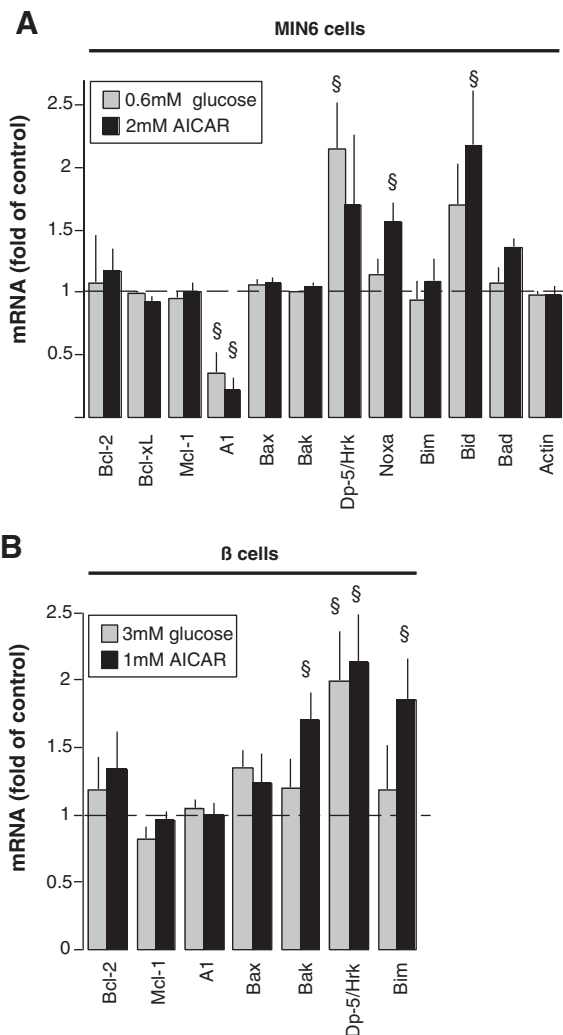 A
MIN6 cells
mRNA (fold of control)
2.5
2
1.5
1
0.5
0.6mM glucose
2mM AICAR
§
§
§
§
§
Bcl-2
Bcl-xL
Mcl-1
A1
Bax
Bak
Dp-5/Hrk
Noxa
Bim
Bid
Bad
Actin
B
ß cells
mRNA (fold of control)
2.5
2
1.5
1
0.5
0
3mM glucose
1mM AICAR
§
§
§
§
Bcl-2
Mcl-1
A1
Bax
Bak
Dp-5/Hrk
Bim